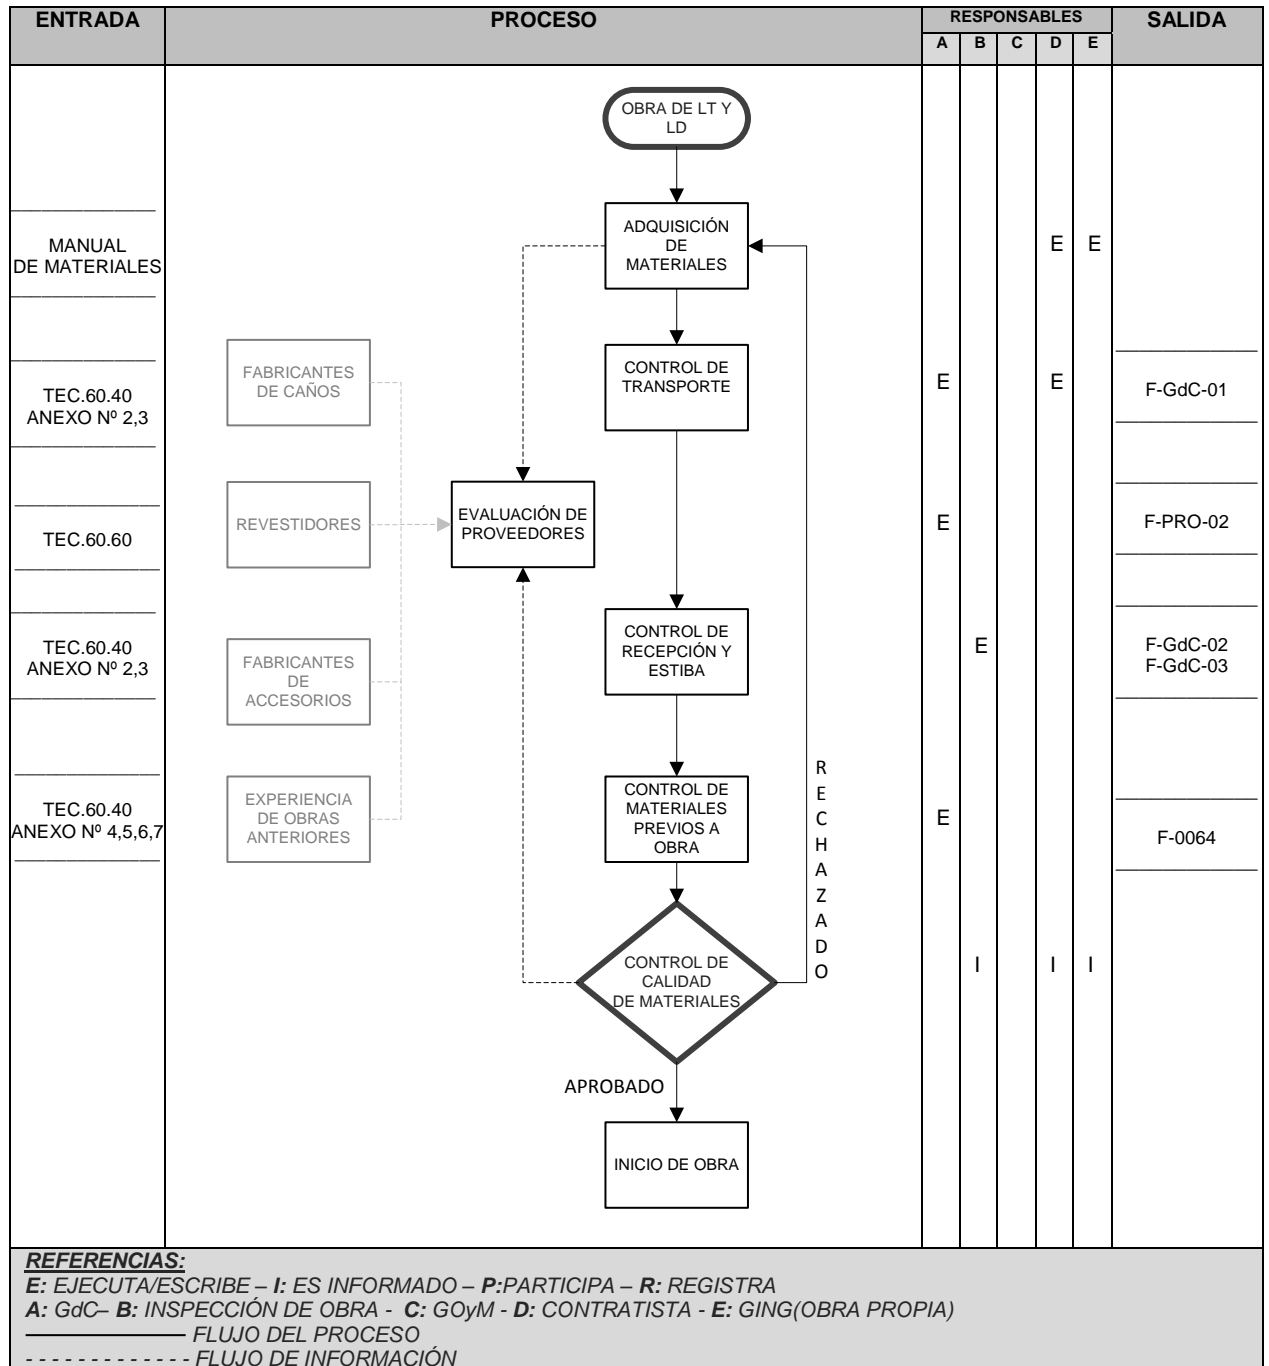 ENTRADA
PROCESO
RESPONSABLES
SALIDA
A B C D E
OBRA DE LT Y
LD
MANUAL
DE MATERIALES
ADQUISICIÓN
DE
MATERIALES
E E
TEC.60.40
ANEXO Nº 2,3
FABRICANTES
DE CAÑOS
CONTROL DE
TRANSPORTE
E E
F-GdC-01
TEC.60.60
REVESTIDORES
EVALUACIÓN DE
PROVEEDORES
E
F-PRO-02
TEC.60.40
ANEXO Nº 2,3
FABRICANTES
DE
ACCESORIOS
CONTROL DE
RECEPCIÓN Y
ESTIBA
E
F-GdC-02
F-GdC-03
TEC.60.40
ANEXO Nº 4,5,6,7
EXPERIENCIA
DE OBRAS
ANTERIORES
CONTROL DE
MATERIALES
PREVIOS A
OBRA
E
F-0064
R
E
C
H
A
Z
A
D
O
CONTROL DE
CALIDAD
DE MATERIALES
I I I
APROBADO
INICIO DE OBRA
REFERENCIAS:
E: EJECUTA/ESCRIBE – I: ES INFORMADO – P:PARTICIPA – R: REGISTRA
A: GdC– B: INSPECCIÓN DE OBRA - C: GOyM - D: CONTRATISTA - E: GING(OBRA PROPIA)
FLUJO DEL PROCESO
- - - - - - - - - - - - - FLUJO DE INFORMACIÓN